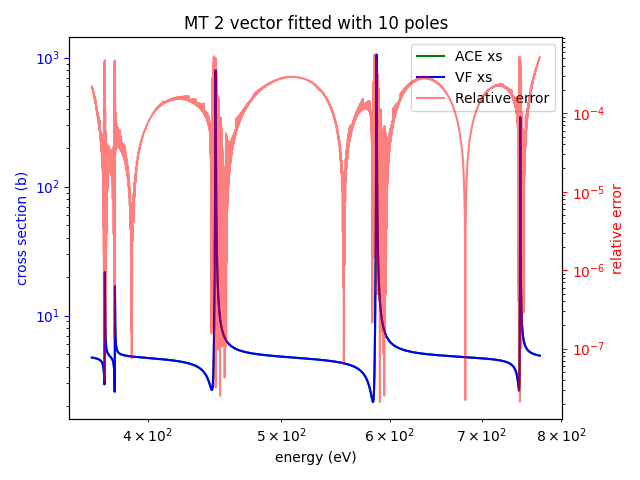 MT 2 vector fitted with 10 poles
ACE xs
VF xs
Relative error
cross section (b)
10³
10²
10¹
relative error
10⁻⁴
10⁻⁵
10⁻⁶
10⁻⁷
4 × 10² 5 × 10² 6 × 10² 7 × 10² 8 × 10²
energy (eV)